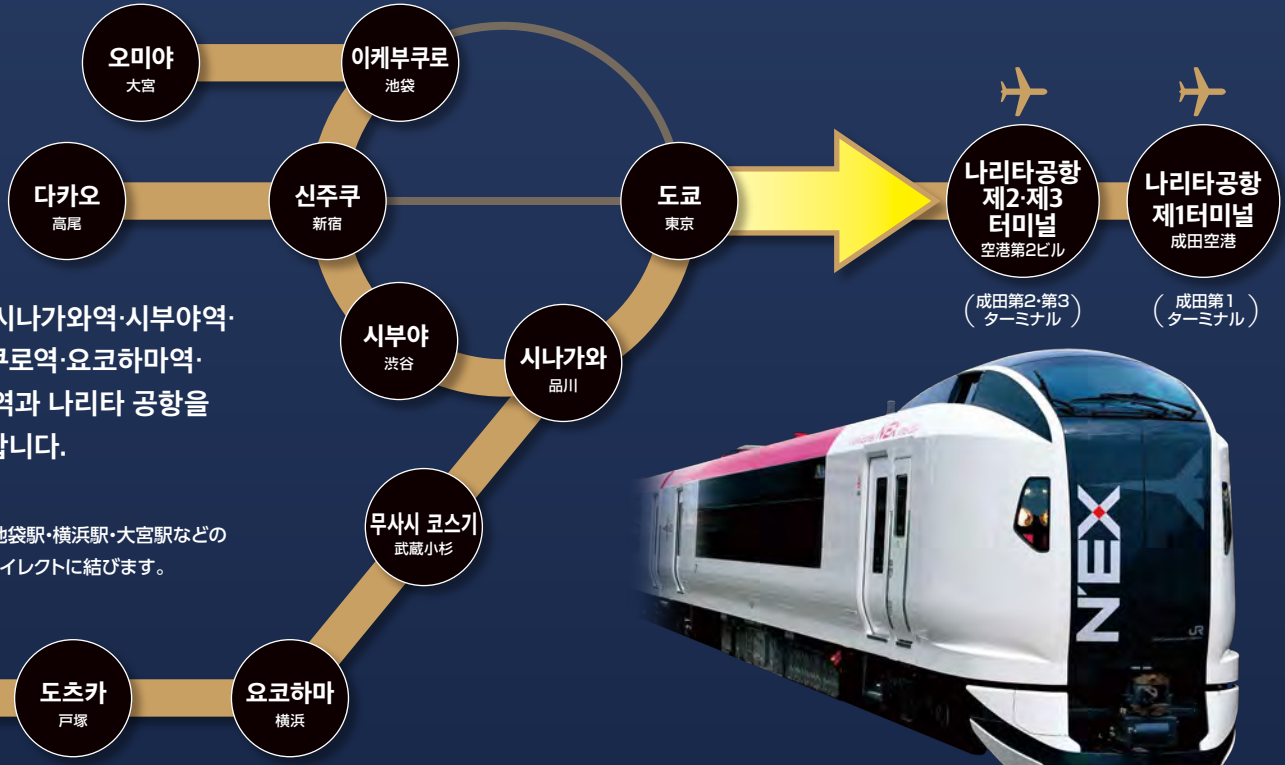 오미야
大宮
이케부쿠로
池袋
다카오
高尾
신주쿠
新宿
도쿄
東京
나리타공항
제2·제3
터미널
空港第2ビル
나리타공항
제1터미널
成田空港
(成田第2・第3
ターミナル)
(成田第1
ターミナル)
시나가와역·시부야역·
쿠로역·요코하마역·
역과 나리타 공항을
합니다.
시부야
渋谷
시나가와
品川
무사시 코스기
武蔵小杉
池袋駅・横浜駅・大宮駅などの
イレクトに結びます。
도츠카
戸塚
요코하마
横浜
N'EX
N'EX
JR